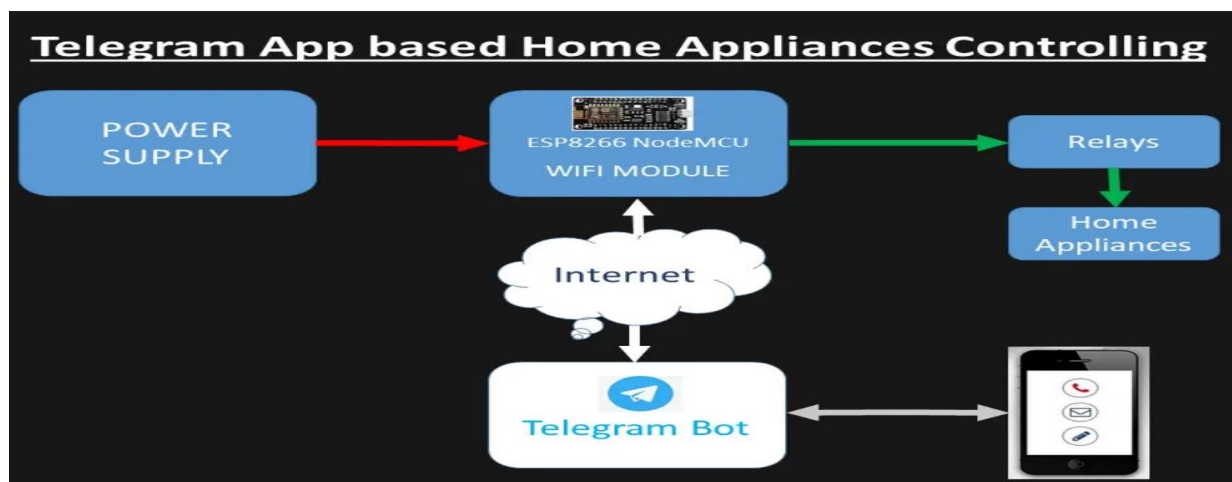 Telegram App based Home Appliances Controlling
POWER
SUPPLY
ESP8266 NodeMCU
WIFI MODULE
Relays
Home
Appliances
Internet
Telegram Bot